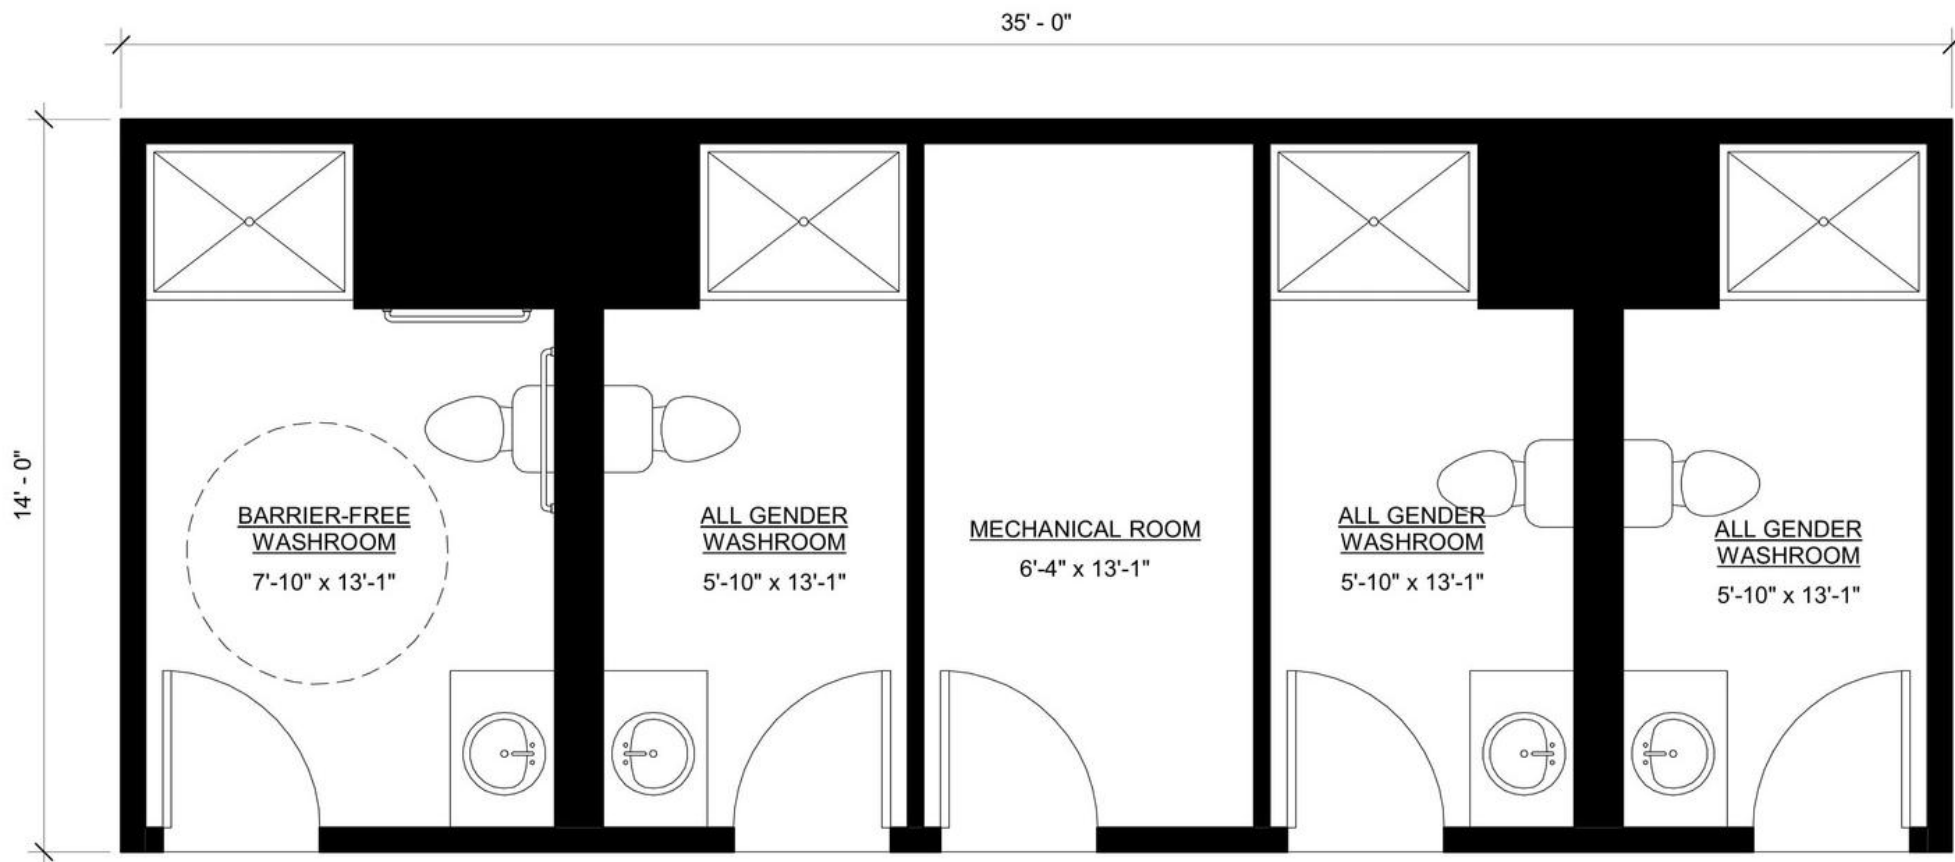 35' - 0"
14' - 0"
BARRIER-FREE
WASHROOM
7'-10" x 13'-1"
ALL GENDER
WASHROOM
5'-10" x 13'-1"
MECHANICAL ROOM
6'-4" x 13'-1"
ALL GENDER
WASHROOM
5'-10" x 13'-1"
ALL GENDER
WASHROOM
5'-10" x 13'-1"